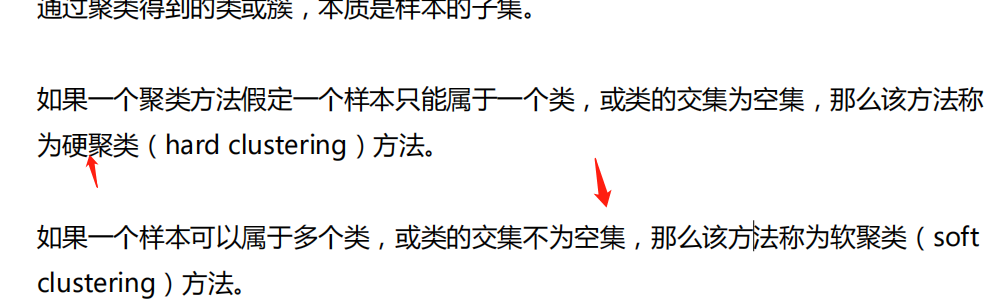 通过聚类得到的类或簇，本质是样本的子集。
如果一个聚类方法假定一个样本只能属于一个类，或类的交集为空集，那么该方法称
为硬聚类（hard clustering）方法。
如果一个样本可以属于多个类，或类的交集不为空集，那么该方法称为软聚类（soft
clustering）方法。